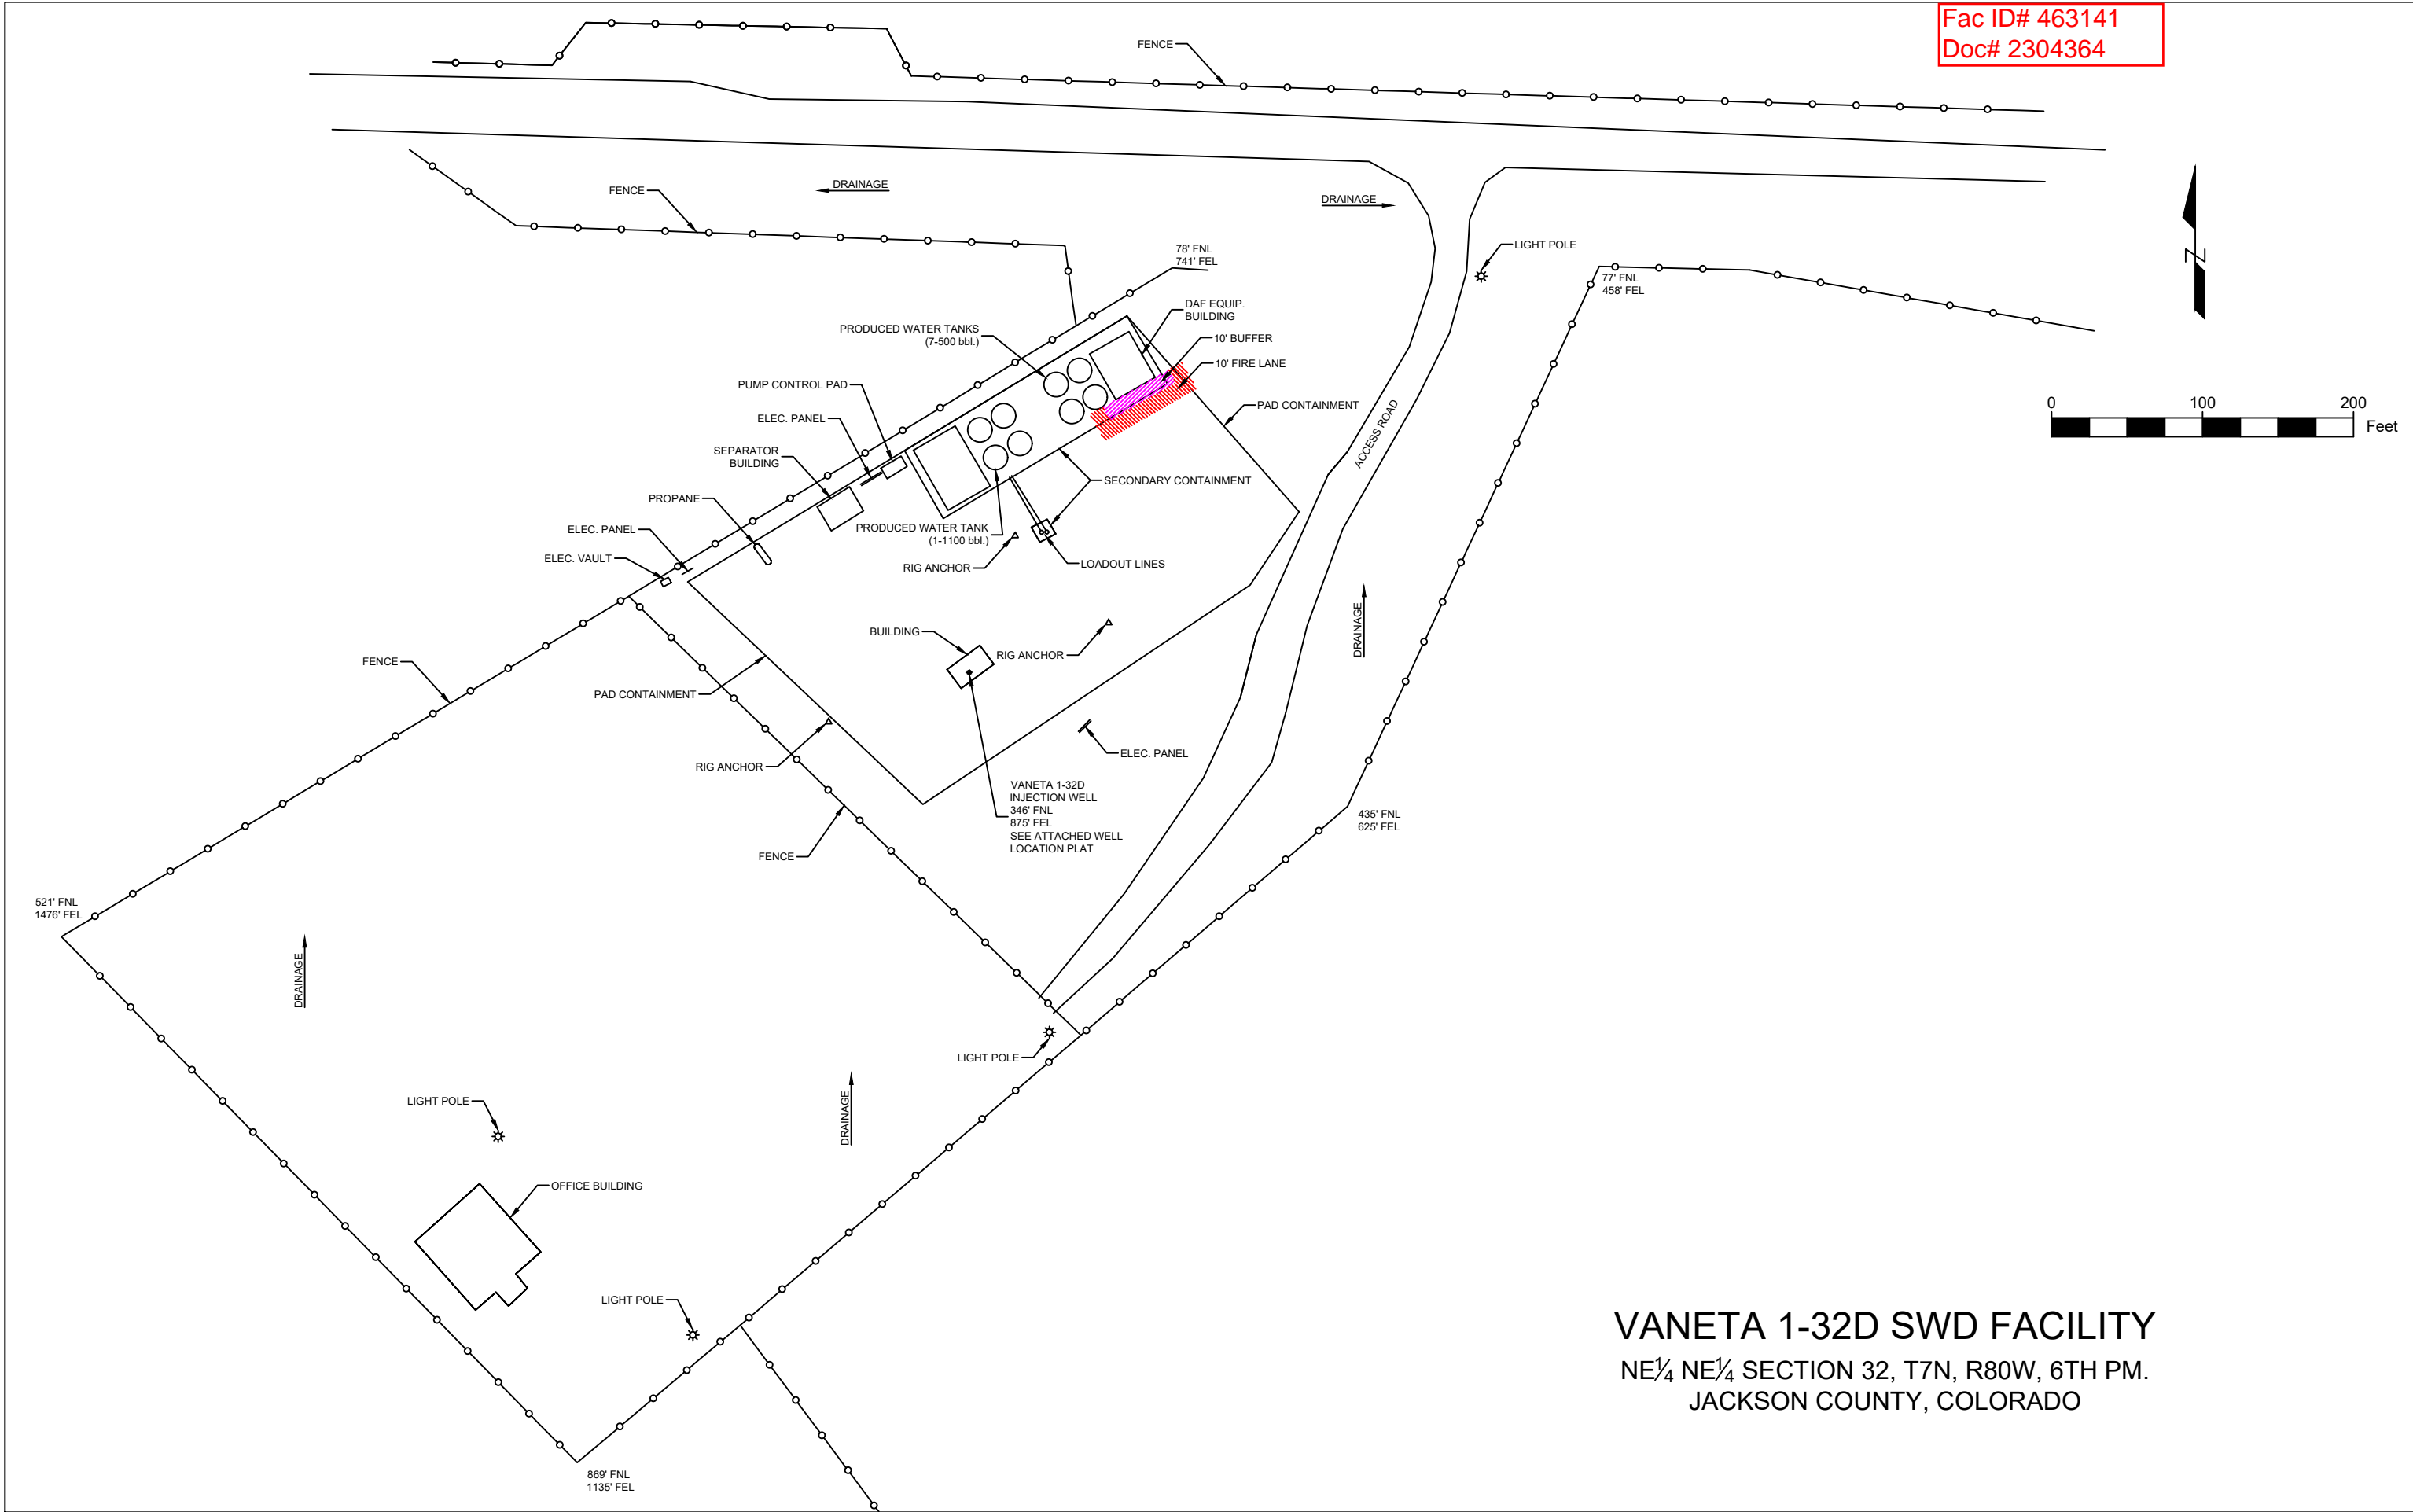 Fac ID# 463141
Doc# 2304364
FENCE
DRAINAGE
FENCE
DRAINAGE
78' FNL
741' FEL
LIGHT POLE
77' FNL
458' FEL
N
DAF EQUIP.
BUILDING
PRODUCED WATER TANKS
(7-500 bbl.)
10' BUFFER
10' FIRE LANE
PUMP CONTROL PAD
PAD CONTAINMENT
ELEC. PANEL
ACCESS ROAD
0 100 200
Feet
SEPARATOR
BUILDING
SECONDARY CONTAINMENT
PROPANE
PRODUCED WATER TANK
(1-1100 bbl.)
ELEC. PANEL
ELEC. VAULT
RIG ANCHOR
LOADOUT LINES
DRAINAGE
BUILDING
RIG ANCHOR
FENCE
PAD CONTAINMENT
RIG ANCHOR
ELEC. PANEL
VANETA 1-32D
INJECTION WELL
346' FNL
875' FEL
SEE ATTACHED WELL
LOCATION PLAT
435' FNL
625' FEL
FENCE
521' FNL
1476' FEL
DRAINAGE
LIGHT POLE
DRAINAGE
LIGHT POLE
OFFICE BUILDING
LIGHT POLE
869' FNL
1135' FEL
VANETA 1-32D SWD FACILITY
NE¼ NE¼ SECTION 32, T7N, R80W, 6TH PM.
JACKSON COUNTY, COLORADO